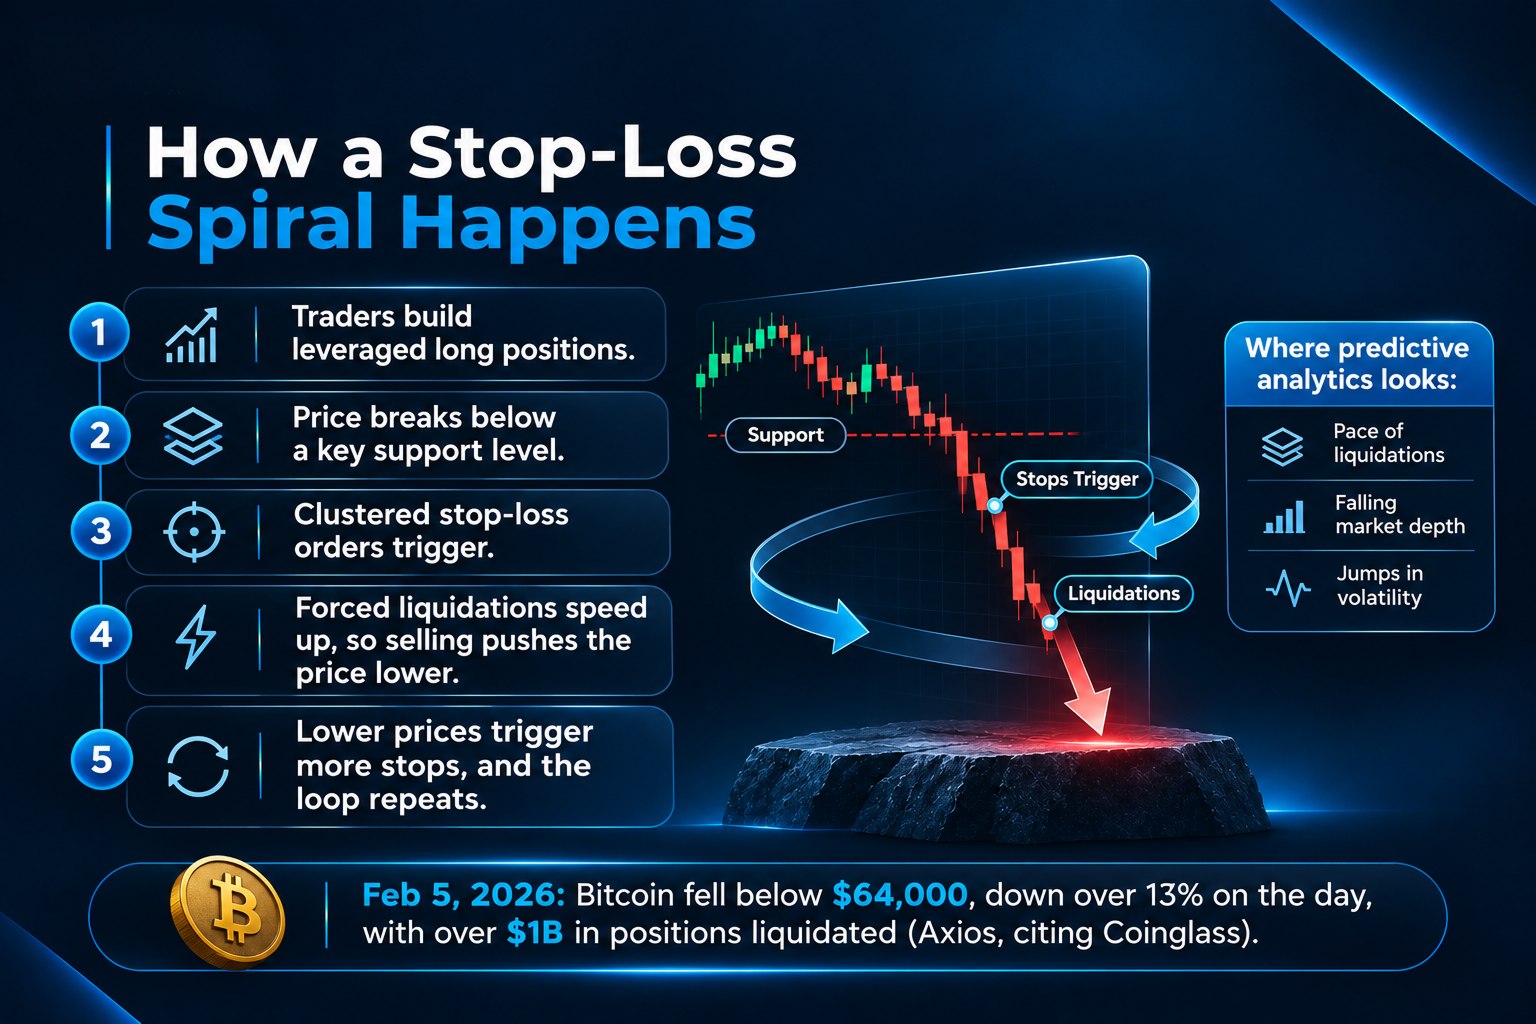 How a Stop-Loss
Spiral Happens
1
Traders build
leveraged long positions.
2
Price breaks below
a key support level.
3
Clustered stop-loss
orders trigger.
4
Forced liquidations speed
up, so selling pushes the
price lower.
5
Lower prices trigger
more stops, and the
loop repeats.
Support
Stops Trigger
Liquidations
Where predictive
analytics looks:
Pace of
liquidations
Falling
market depth
Jumps in
volatility
Feb 5, 2026: Bitcoin fell below $64,000, down over 13% on the day,
with over $1B in positions liquidated (Axios, citing Coinglass).